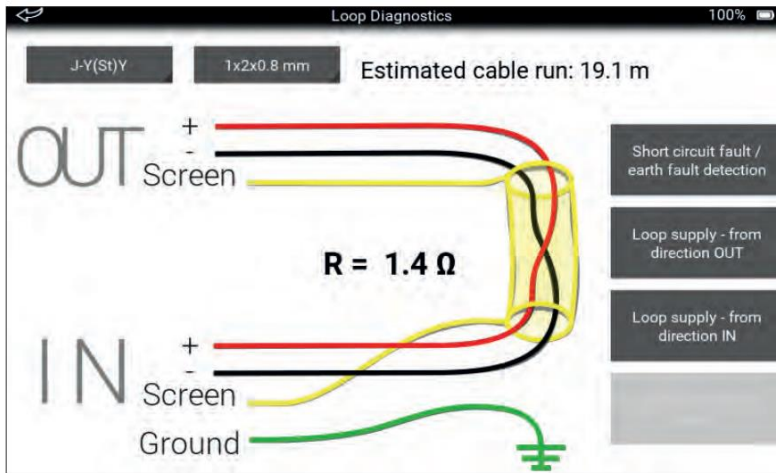 Loop Diagnostics
100%
J-Y(St)Y
1x2x0.8 mm
Estimated cable run: 19.1 m
OUT
+
-
Screen
Short circuit fault /
earth fault detection
Loop supply - from
direction OUT
R = 1.4 Ω
Loop supply - from
direction IN
IN
+
-
Screen
Ground